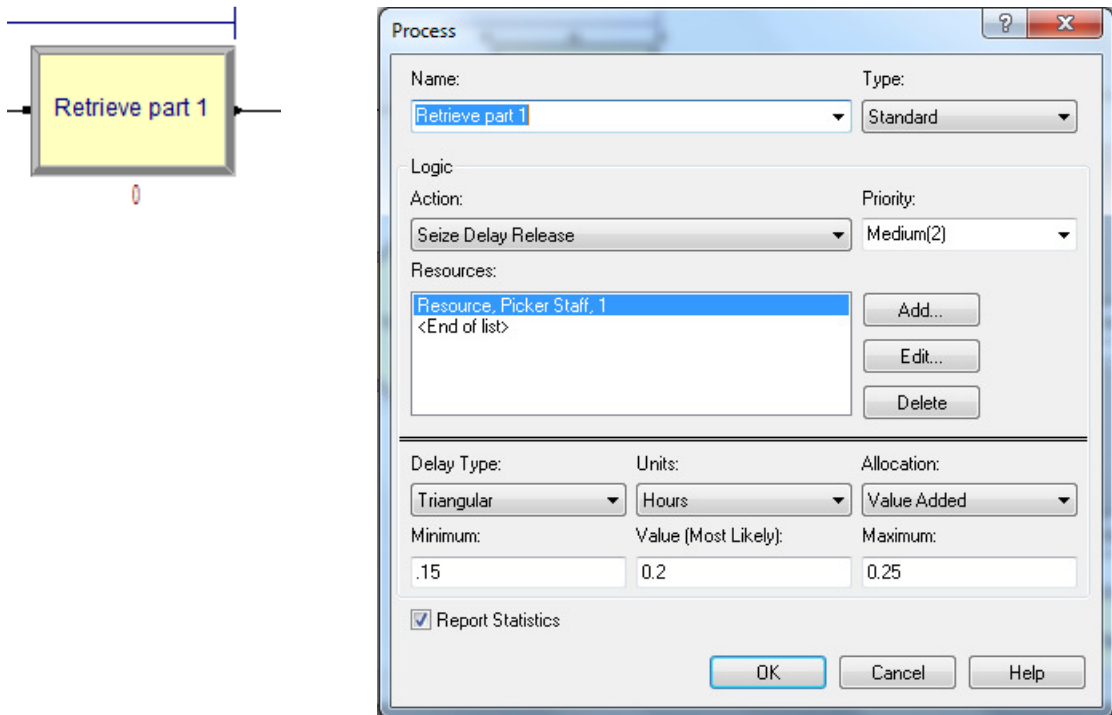 Retrieve part 1
0
Process
?
Name:
Type:
Retrieve part 1
Standard
Logic
Action:
Priority:
Seize Delay Release
Medium(2)
Resources:
Resource, Picker Staff, 1
<End of list>
Add...
Edit...
Delete
Delay Type:
Units:
Allocation:
Triangular
Hours
Value Added
Minimum:
Value (Most Likely):
Maximum:
.15
0.2
0.25
Report Statistics
OK
Cancel
Help